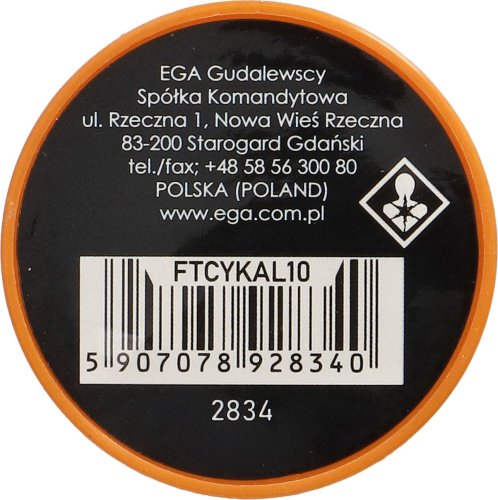 EGA Gudalewscy
Spółka Komandytowa
ul. Rzeczna 1, Nowa Wieś Rzeczna
83-200 Starogard Gdański
tel./fax; +48 58 56 300 80
POLSKA (POLAND)
www.ega.com.pl
FTCYKAL10
5 907078 928340
2834